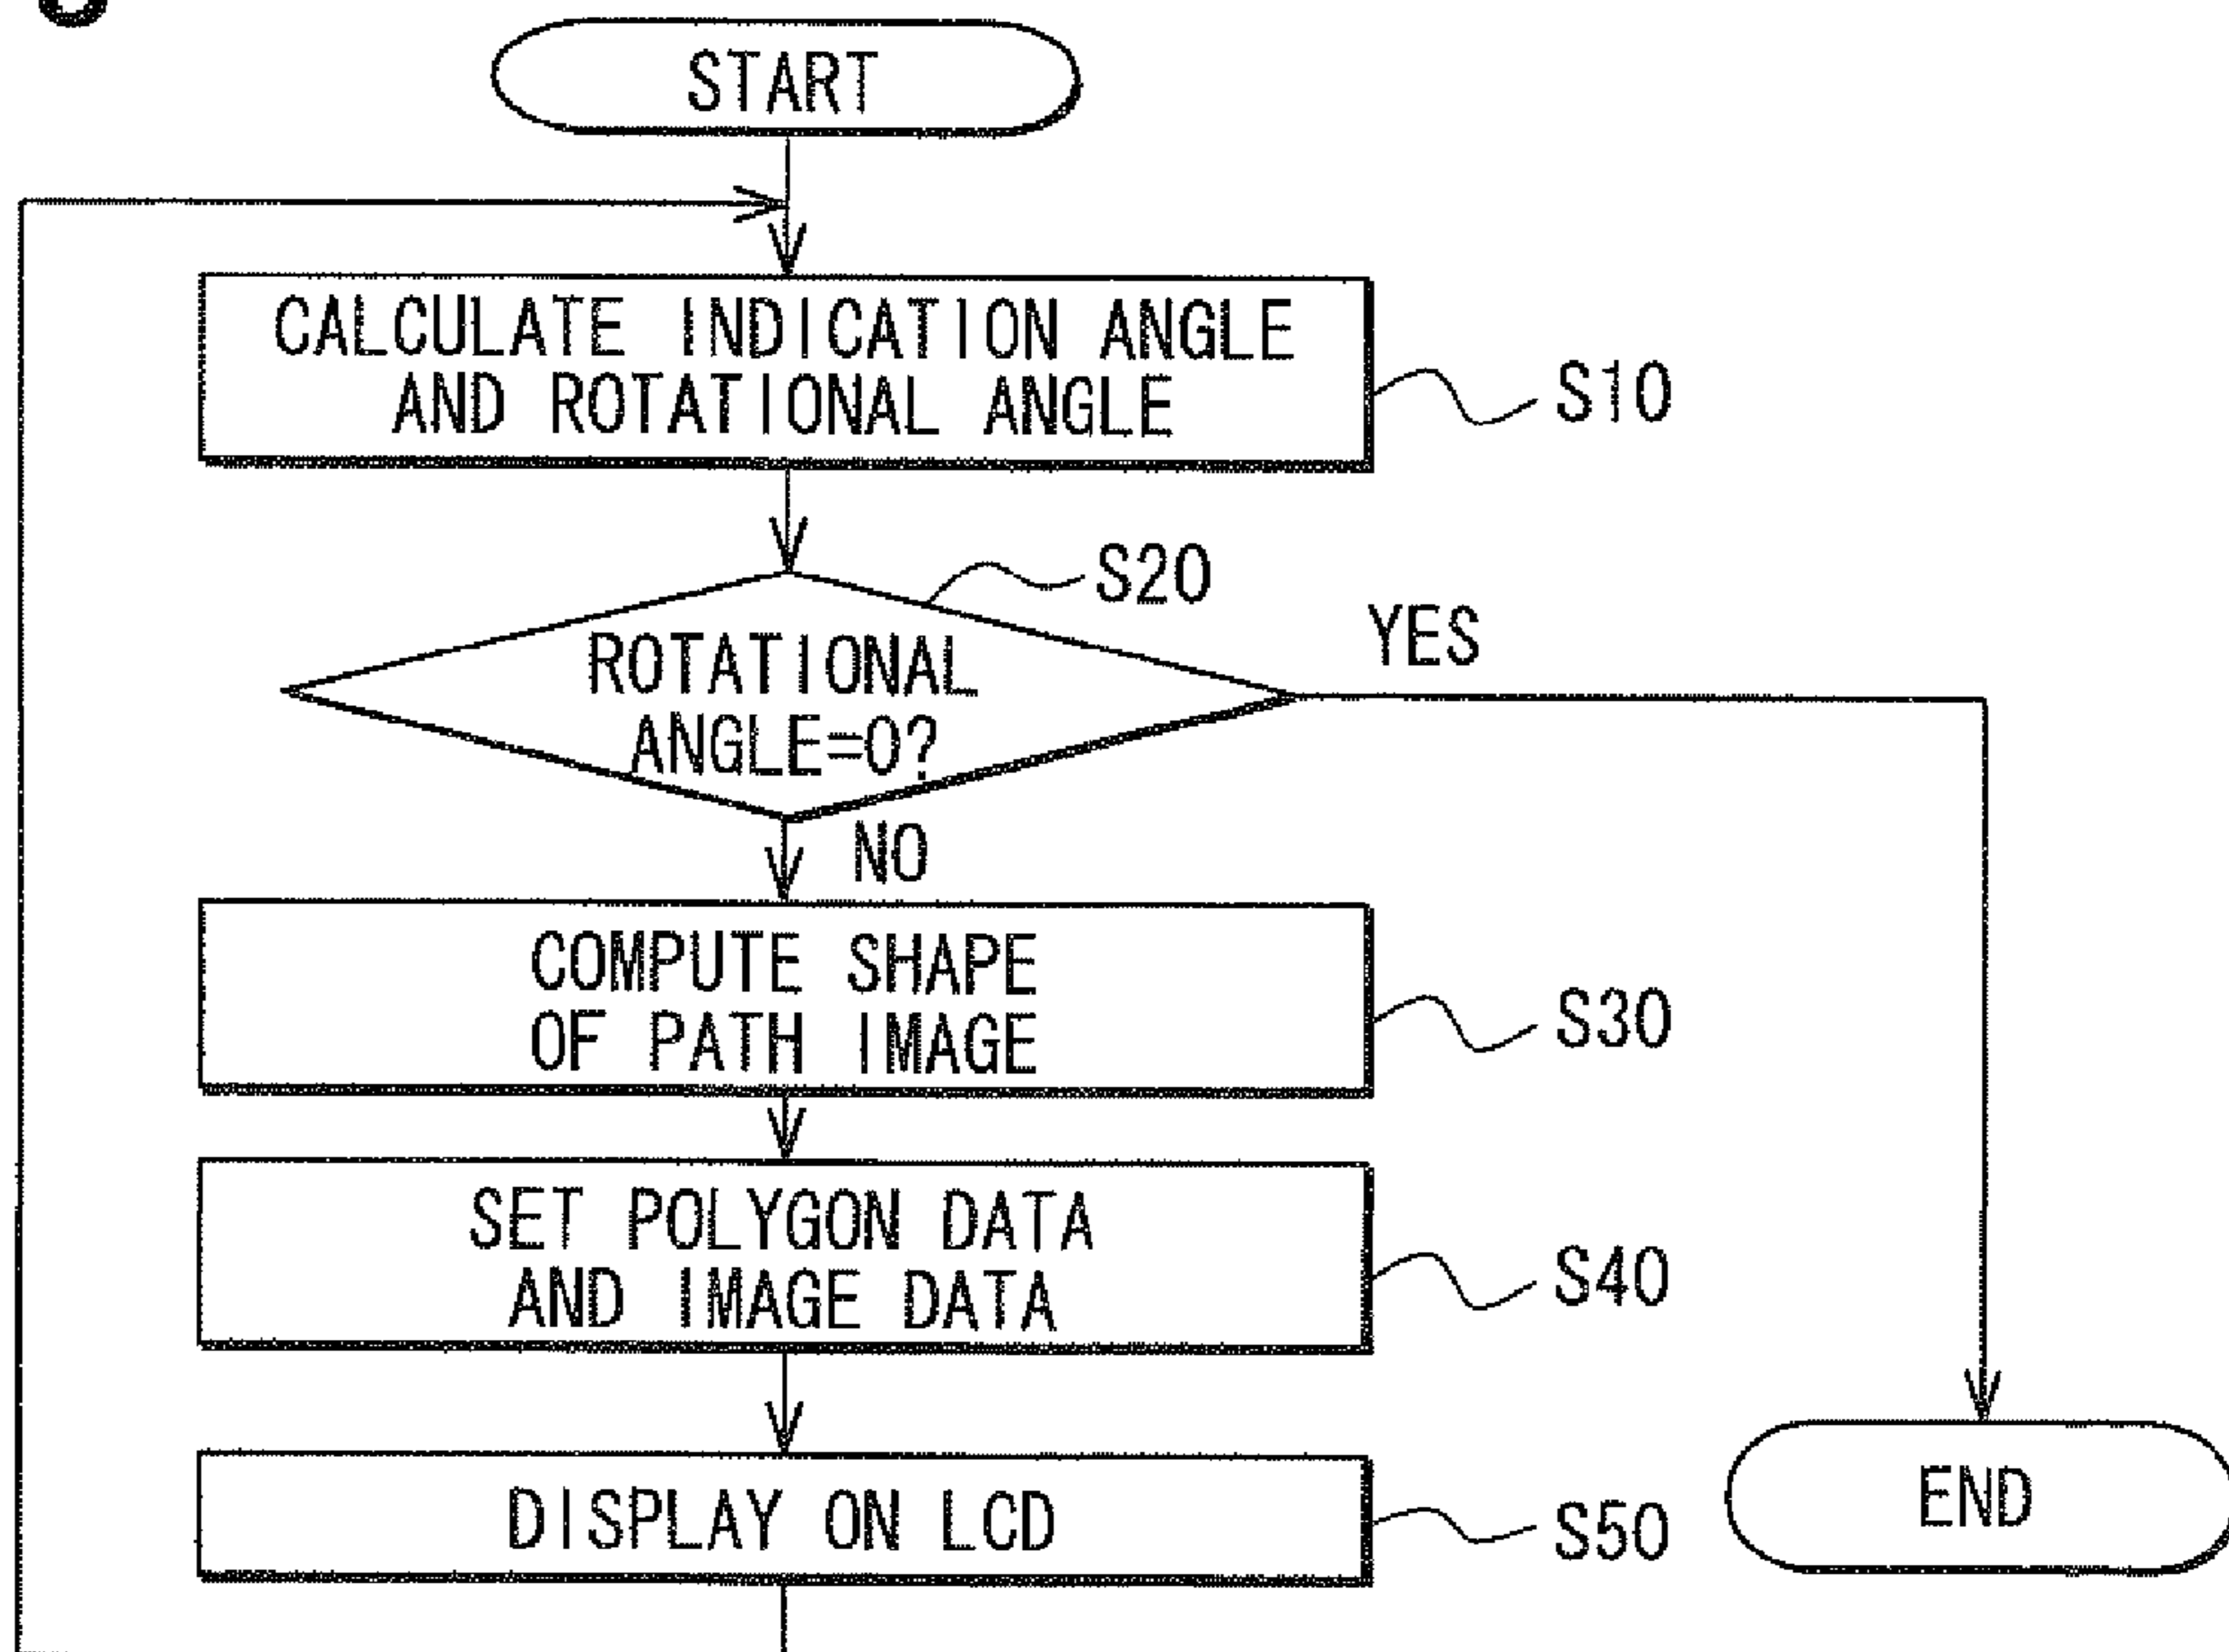 START
CALCULATE INDICATION ANGLE
AND ROTATIONAL ANGLE
S10
S20
ROTATIONAL
ANGLE=0?
YES
NO
COMPUTE SHAPE
OF PATH IMAGE
S30
SET POLYGON DATA
AND IMAGE DATA
S40
DISPLAY ON LCD
S50
END